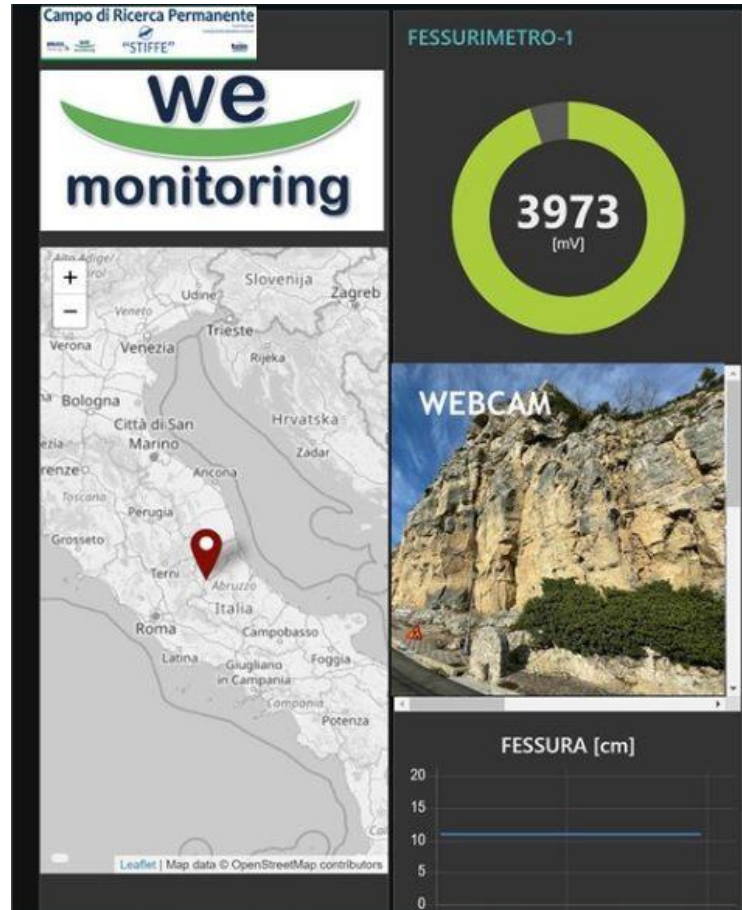 Campo di Ricerca Permanente
"STIFFE"
we
monitoring
+
−
Slovenija
Udine
Zagreb
Veneto
Trieste
Verona
Venezia
Rijeka
Bologna
Città di San
Marino
Hrvatska
Zadar
Ancona
Toscana
Perugia
Grosseto
Terni
Abruzzo
Italia
Roma
Campobasso
Latina
Giugliano
in Campania
Foggia
Campania
Potenza
Leaflet | Map data © OpenStreetMap contributors
FESSURIMETRO-1
3973
[mV]
WEBCAM
FESSURA [cm]
20
15
10
5
0